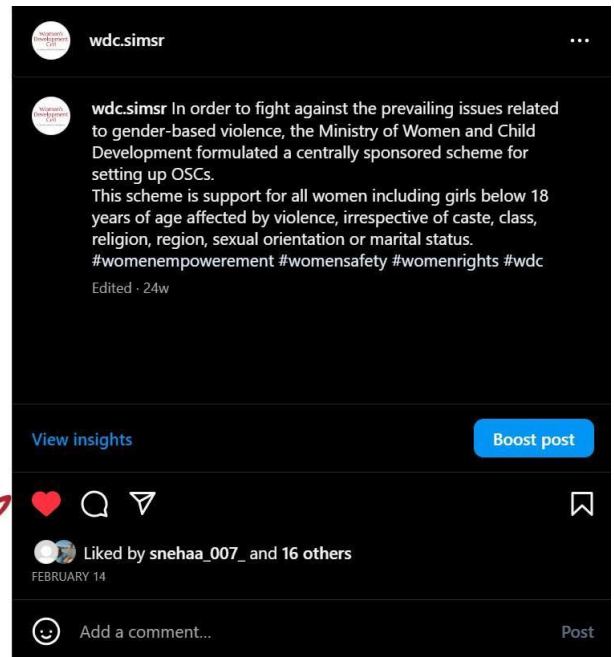 wdc.simsr
wdc.simsr In order to fight against the prevailing issues related
to gender-based violence, the Ministry of Women and Child
Development formulated a centrally sponsored scheme for
setting up OSCs.
This scheme is support for all women including girls below 18
years of age affected by violence, irrespective of caste, class,
religion, region, sexual orientation or marital status.
#womenempowerement #womensafety #womenrights #wdc
Edited · 24w
View insights
Boost post
Liked by snehaa_007_ and 16 others
FEBRUARY 14
Add a comment...
Post